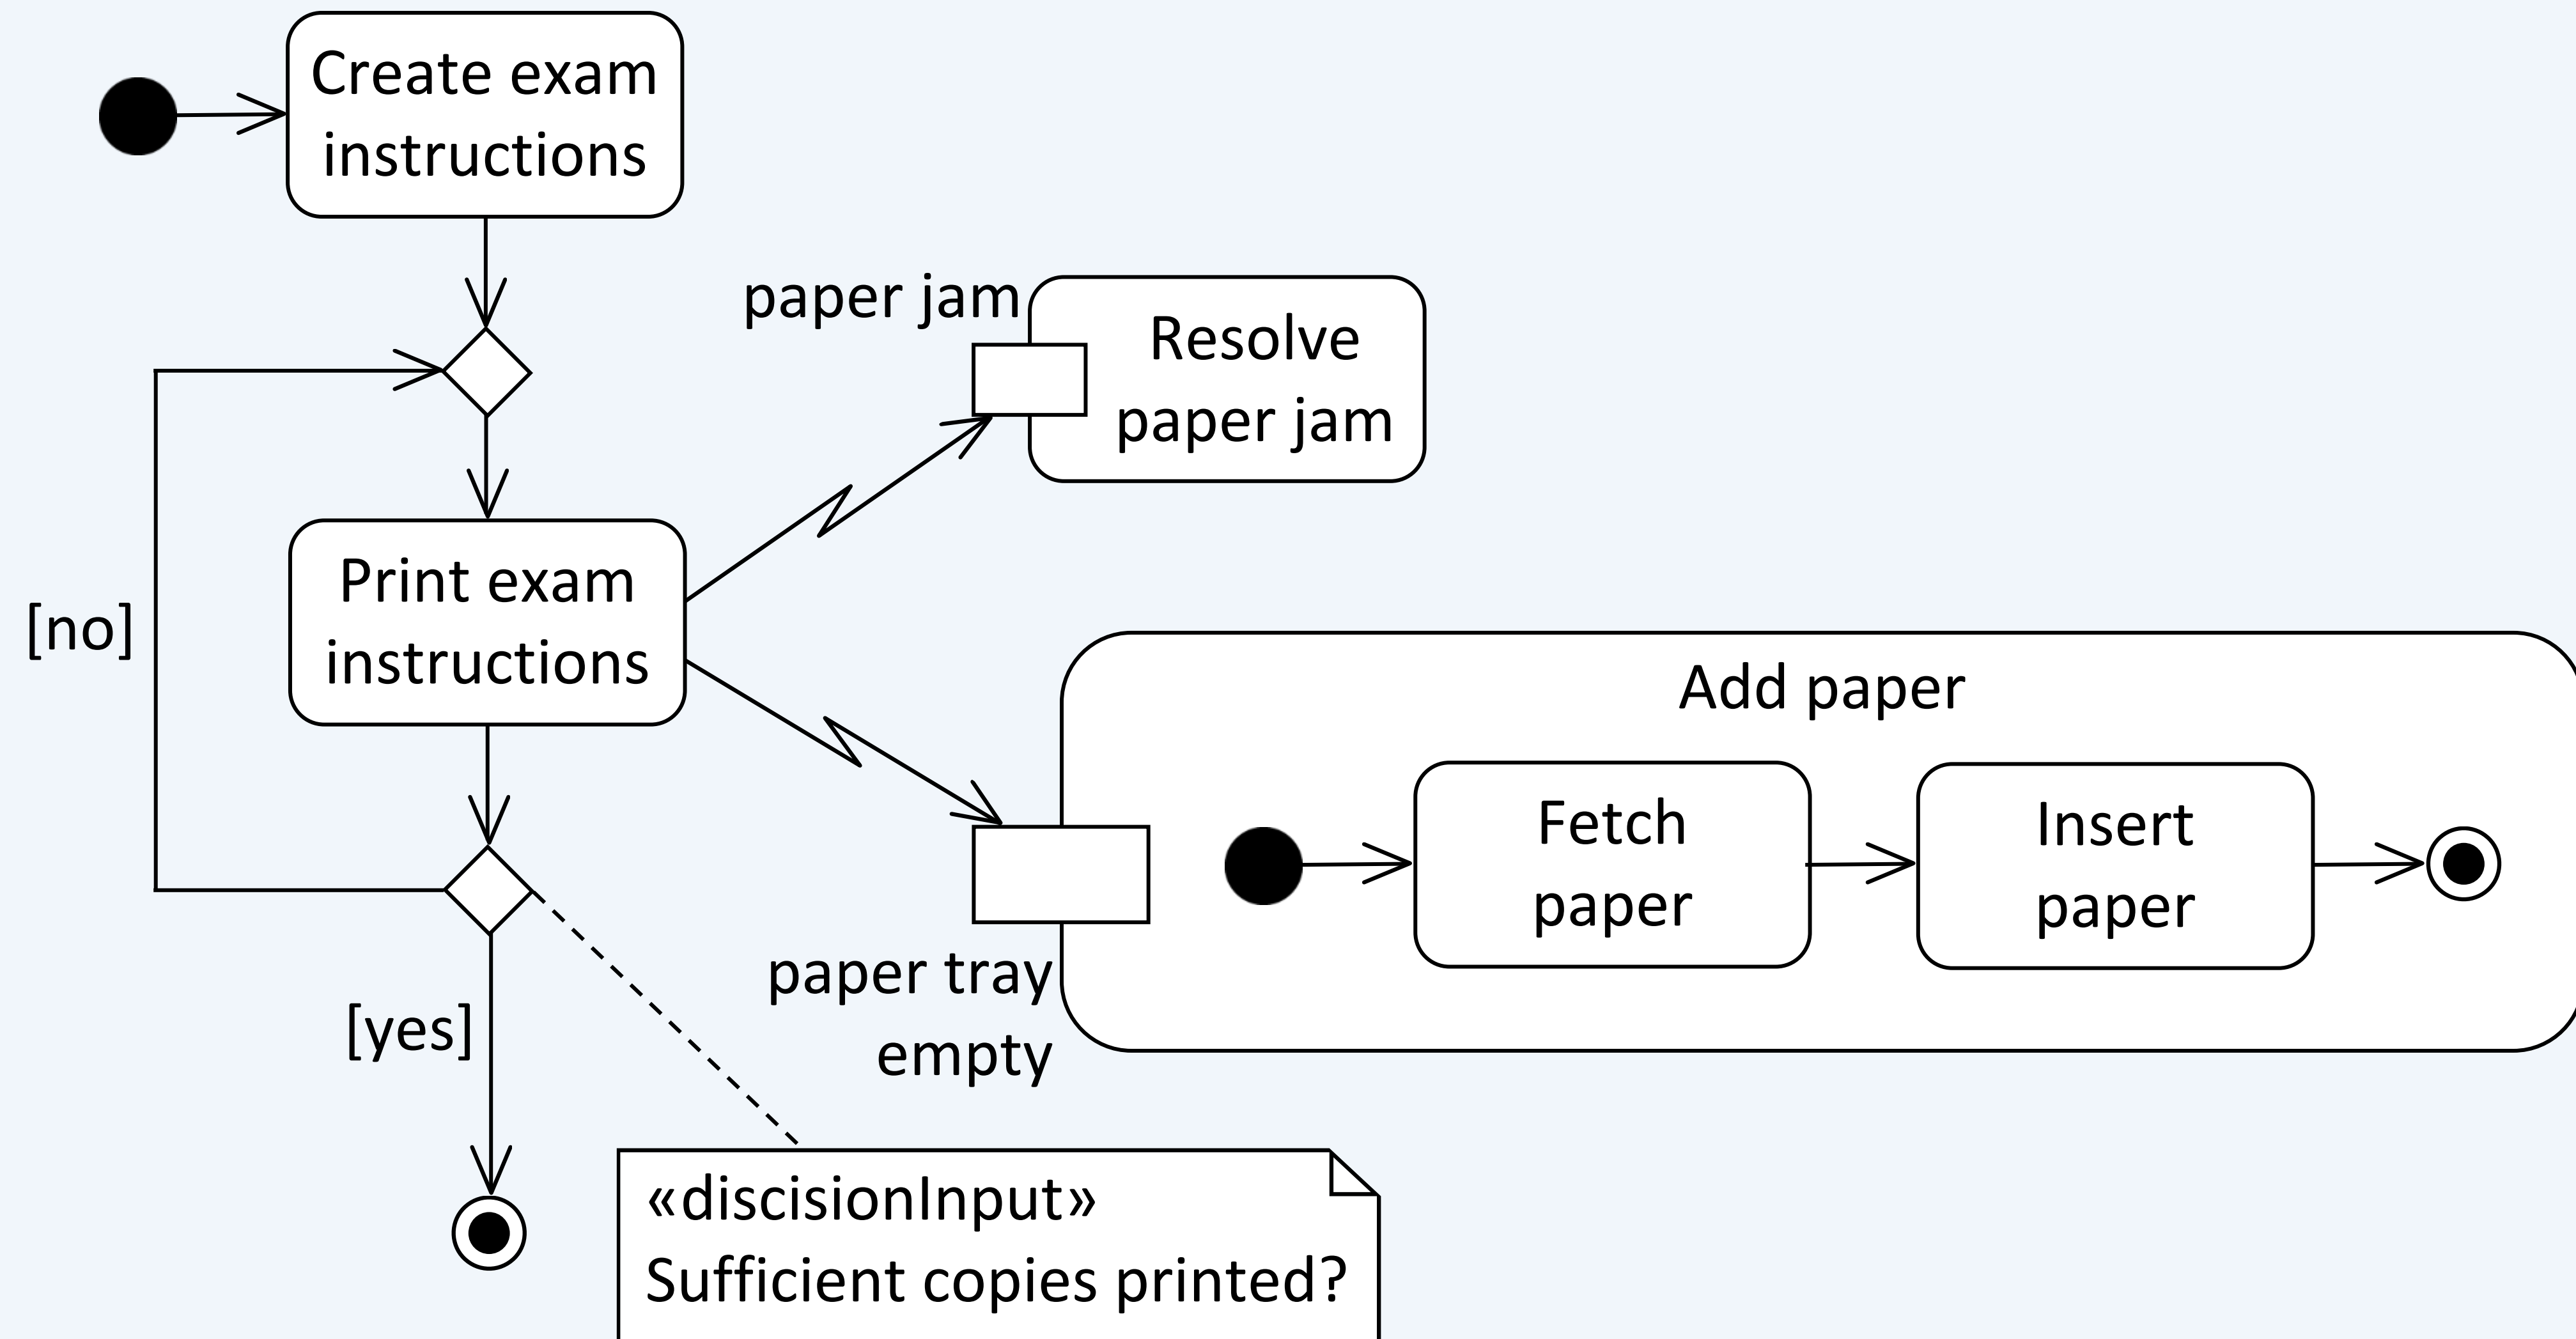 Create exam
instructions
paper jam
Resolve
paper jam
Print exam
instructions
[no]
Add paper
Fetch
paper
Insert
paper
paper tray
empty
[yes]
«discisionInput»
Sufficient copies printed?